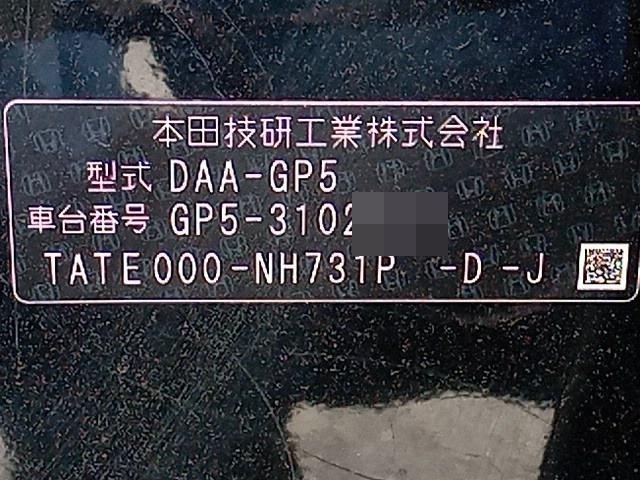 本田技研工業株式会社
型式 DAA-GP5
車台番号 GP5-3102
TATE000-NH731P -D-J